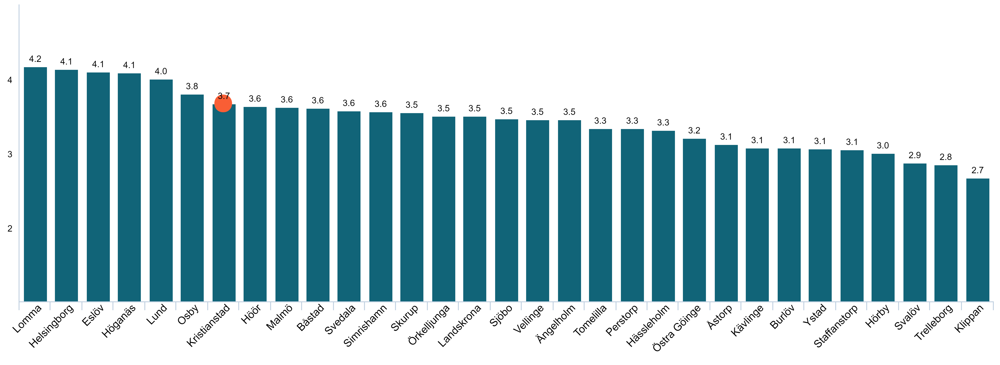 4.2 4.1 4.1 4.1 4.0 3.8 3.7 3.6 3.6 3.6 3.6 3.6 3.5 3.5 3.5 3.5 3.5 3.5 3.3 3.3 3.3 3.2 3.1 3.1 3.1 3.1 3.1 3.0 2.9 2.8 2.7
4
3
2
Lomma
Helsingborg
Eslöv
Höganäs
Lund
Osby
Kristianstad
Höör
Malmö
Båstad
Svedala
Simrishamn
Skurup
Örkelljunga
Landskrona
Sjöbo
Vellinge
Ängelholm
Tomelilla
Perstorp
Hässleholm
Östra Göinge
Åstorp
Kävlinge
Burlöv
Ystad
Staffanstorp
Hörby
Svalöv
Trelleborg
Klippan